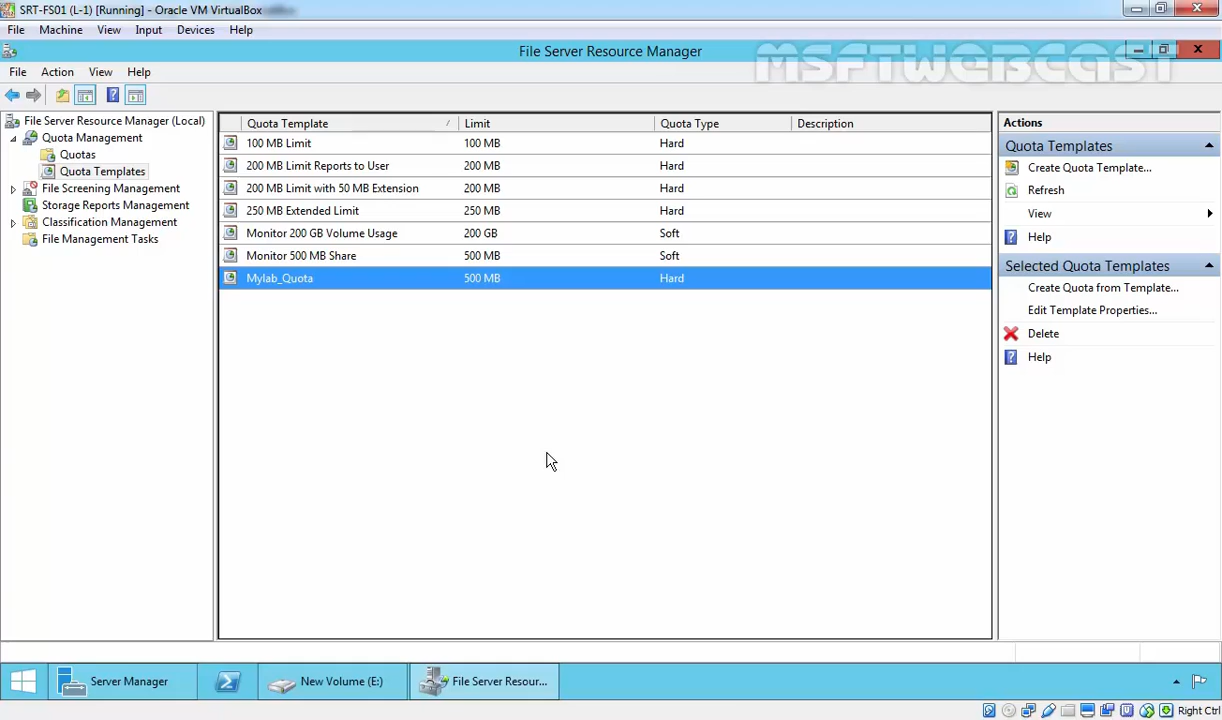 SRT-FS01 (L-1) [Running] - Oracle VM VirtualBox
File Machine View Input Devices Help
File Server Resource Manager
MSFTWEBCAST
File Action View Help
File Server Resource Manager (Local)
Quota Management
Quotas
Quota Templates
File Screening Management
Storage Reports Management
Classification Management
File Management Tasks
Quota Template / Limit Quota Type Description
100 MB Limit 100 MB Hard
200 MB Limit Reports to User 200 MB Hard
200 MB Limit with 50 MB Extension 200 MB Hard
250 MB Extended Limit 250 MB Hard
Monitor 200 GB Volume Usage 200 GB Soft
Monitor 500 MB Share 500 MB Soft
Mylab_Quota 500 MB Hard
Actions
Quota Templates
Create Quota Template...
Refresh
View
Help
Selected Quota Templates
Create Quota from Template...
Edit Template Properties...
Delete
Help
Server Manager
New Volume (E:)
File Server Resour...
Right Ctrl